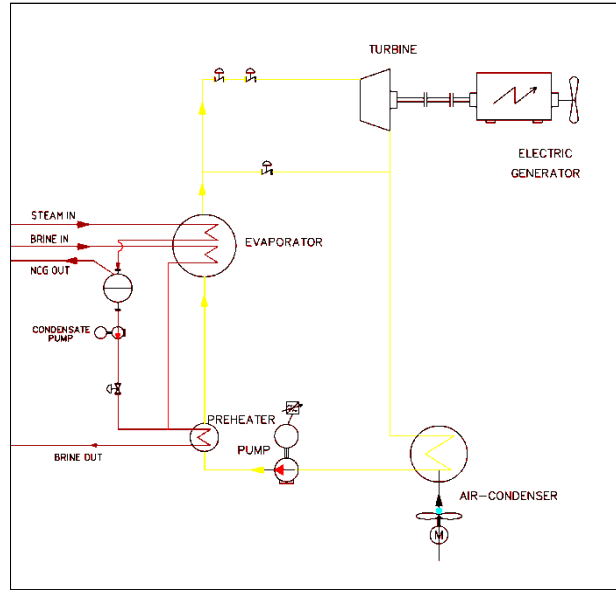 TURBINE
ELECTRIC
GENERATOR
STEAM IN
BRINE IN
EVAPORATOR
NCG OUT
CONDENSATE
PUMP
PREHEATER
PUMP
BRINE OUT
AIR-CONDENSER
M